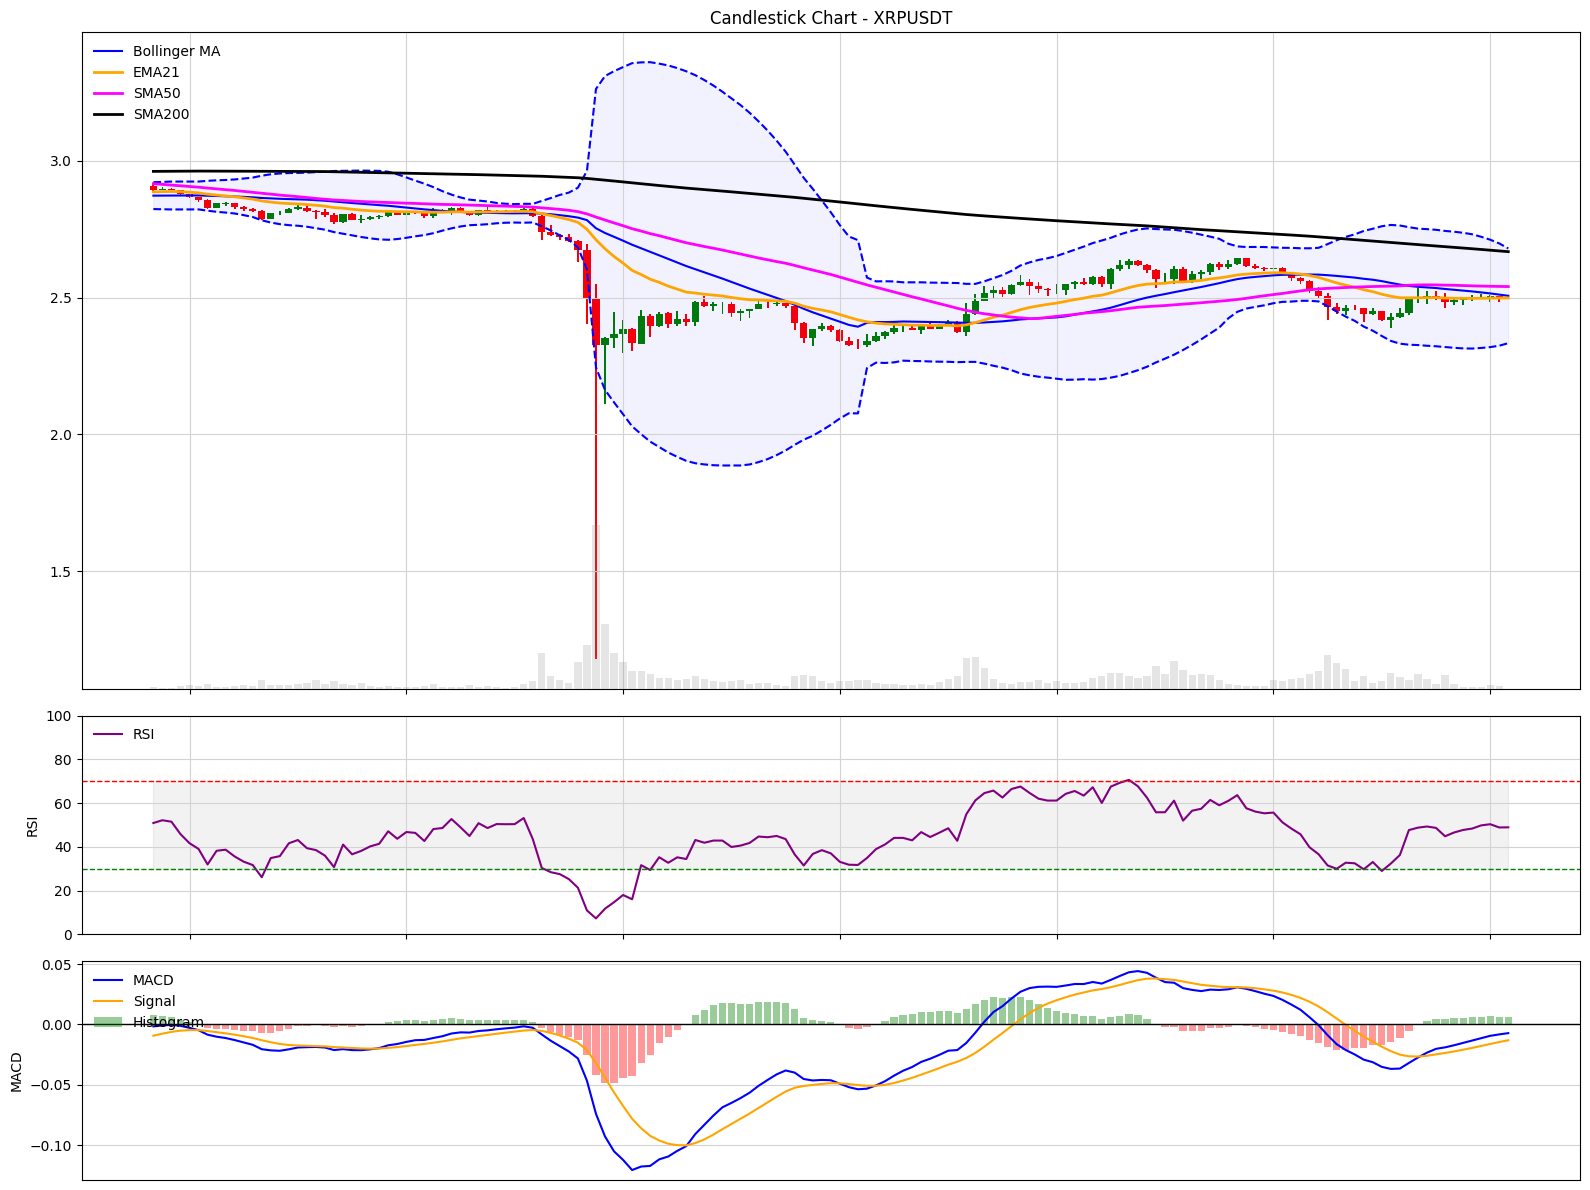 Candlestick Chart - XRPUSDT
Bollinger MA
EMA21
SMA50
SMA200
3.0
2.5
2.0
1.5
RSI
100
80
60
40
20
0
RSI
MACD
Signal
Histogram
0.05
0.00
−0.05
−0.10
MACD